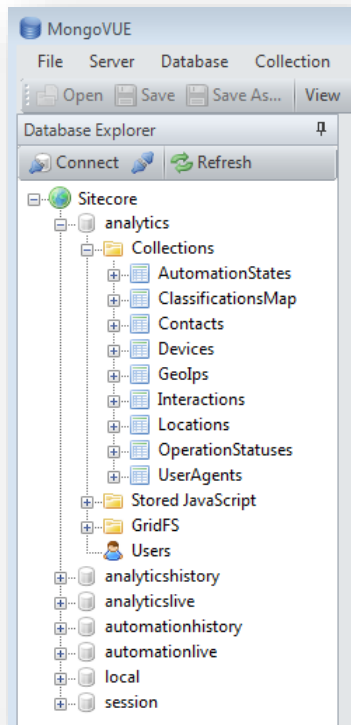 MongoVUE
File Server Database Collection
Open Save Save As... View
Database Explorer
Connect Refresh
Sitecore
analytics
Collections
AutomationStates
ClassificationsMap
Contacts
Devices
GeoIps
Interactions
Locations
OperationStatuses
UserAgents
Stored JavaScript
GridFS
Users
analyticshistory
analyticslive
automationhistory
automationlive
local
session